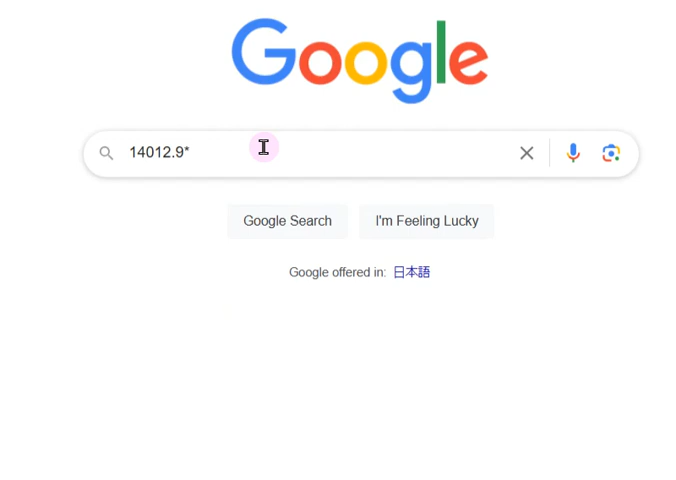 Google
14012.9*
Google Search
I'm Feeling Lucky
Google offered in: 日本語